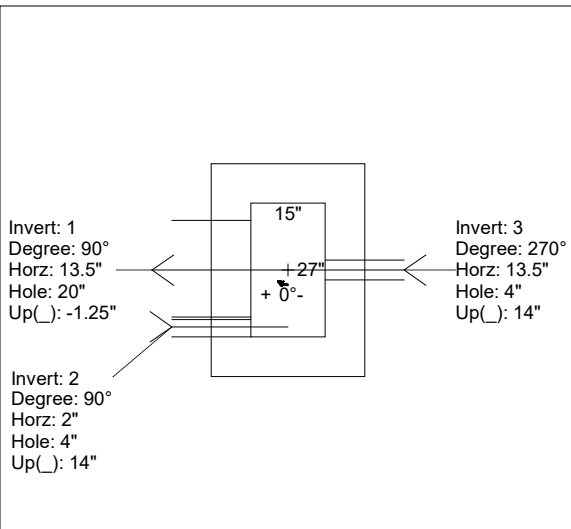 15"
27"
+ 0°-
Invert: 1
Degree: 90°
Horz: 13.5"
Hole: 20"
Up(_): -1.25"
Invert: 3
Degree: 270°
Horz: 13.5"
Hole: 4"
Up(_): 14"
Invert: 2
Degree: 90°
Horz: 2"
Hole: 4"
Up(_): 14"